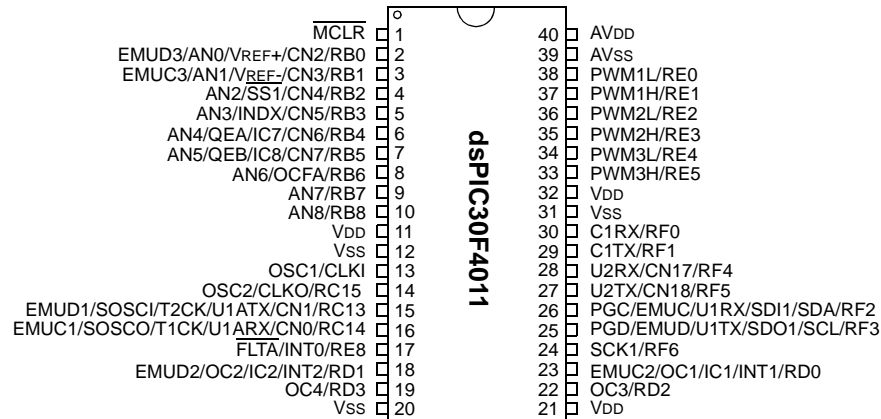 MCLR 1 40 AVDD
EMUD3/AN0/VREF+/CN2/RB0 2 39 AVSS
EMUC3/AN1/VREF-/CN3/RB1 3 38 PWM1L/RE0
AN2/SS1/CN4/RB2 4 37 PWM1H/RE1
AN3/INDX/CN5/RB3 5 36 PWM2L/RE2
AN4/QEA/IC7/CN6/RB4 6 35 PWM2H/RE3
AN5/QEB/IC8/CN7/RB5 7 34 PWM3L/RE4
AN6/OCFA/RB6 8 33 PWM3H/RE5
AN7/RB7 9 32 VDD
AN8/RB8 10 31 VSS
VDD 11 30 C1RX/RF0
VSS 12 29 C1TX/RF1
OSC1/CLKI 13 28 U2RX/CN17/RF4
OSC2/CLKO/RC15 14 27 U2TX/CN18/RF5
EMUD1/SOSCI/T2CK/U1ATX/CN1/RC13 15 26 PGC/EMUC/U1RX/SDI1/SDA/RF2
EMUC1/SOSCO/T1CK/U1ARX/CN0/RC14 16 25 PGD/EMUD/U1TX/SDO1/SCL/RF3
FLTA/INT0/RE8 17 24 SCK1/RF6
EMUD2/OC2/IC2/INT2/RD1 18 23 EMUC2/OC1/IC1/INT1/RD0
OC4/RD3 19 22 OC3/RD2
VSS 20 21 VDD
dsPIC30F4011